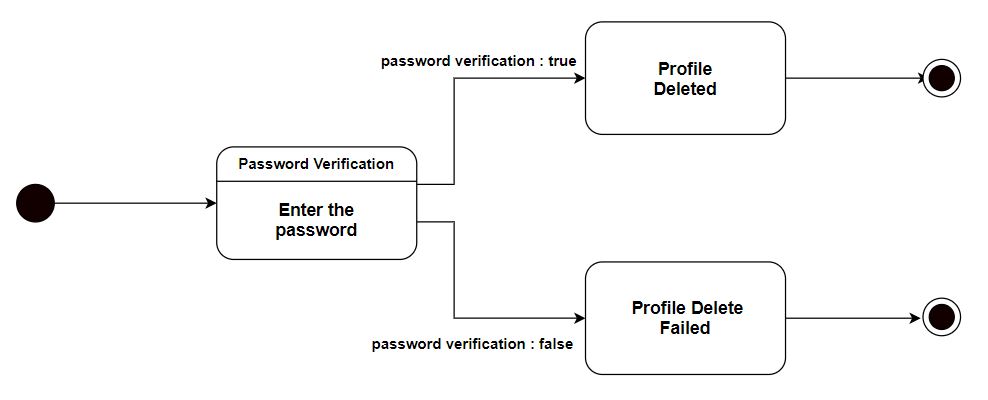 password verification : true
Profile
Deleted
Password Verification
Enter the
password
Profile Delete
Failed
password verification : false